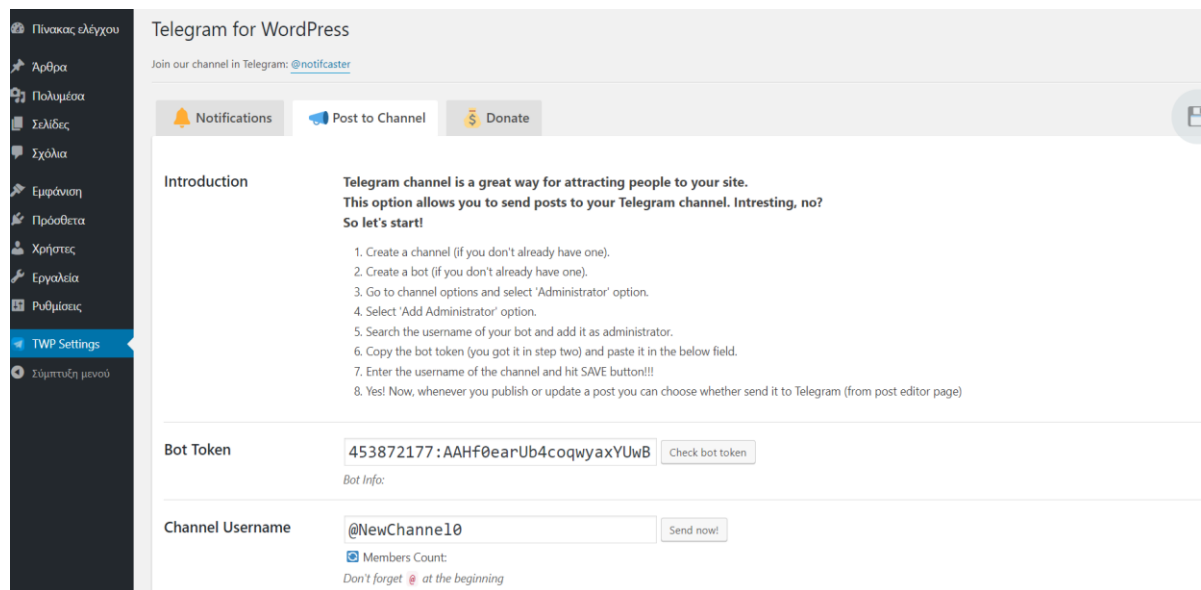 Πίνακας ελέγχου
Άρθρα
Πολυμέσα
Σελίδες
Σχόλια
Εμφάνιση
Πρόσθετα
Χρήστες
Εργαλεία
Ρυθμίσεις
TWP Settings
Σύμπτυξη μενού
Telegram for WordPress
Join our channel in Telegram: @notifcaster
Notifications Post to Channel Donate
Introduction
Telegram channel is a great way for attracting people to your site.
This option allows you to send posts to your Telegram channel. Intresting, no?
So let's start!
1. Create a channel (if you don't already have one).
2. Create a bot (if you don't already have one).
3. Go to channel options and select 'Administrator' option.
4. Select 'Add Administrator' option.
5. Search the username of your bot and add it as administrator.
6. Copy the bot token (you got it in step two) and paste it in the below field.
7. Enter the username of the channel and hit SAVE button!!!
8. Yes! Now, whenever you publish or update a post you can choose whether send it to Telegram (from post editor page)
Bot Token 453872177:AAHf0earUb4coqwyaxYUwB Check bot token
Bot Info:
Channel Username @NewChannel0 Send now!
Members Count:
Don't forget @ at the beginning